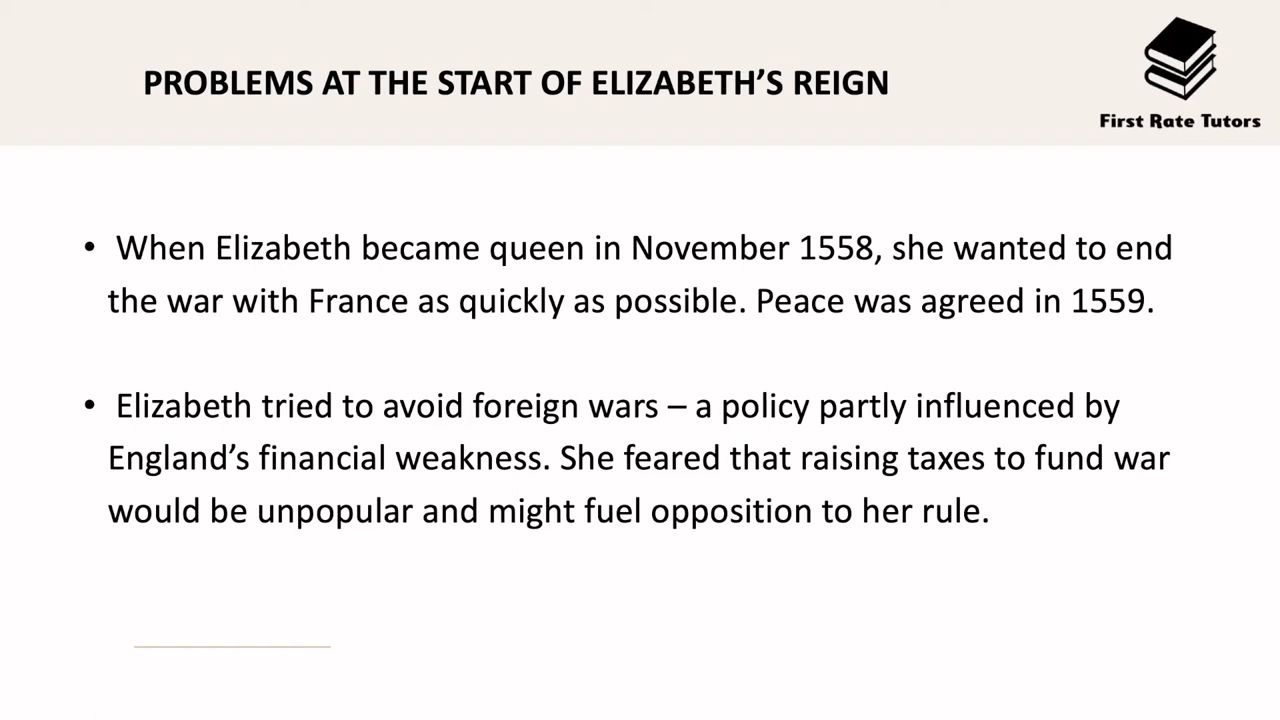 PROBLEMS AT THE START OF ELIZABETH’S REIGN
First Rate Tutors
• When Elizabeth became queen in November 1558, she wanted to end
the war with France as quickly as possible. Peace was agreed in 1559.
• Elizabeth tried to avoid foreign wars – a policy partly influenced by
England’s financial weakness. She feared that raising taxes to fund war
would be unpopular and might fuel opposition to her rule.